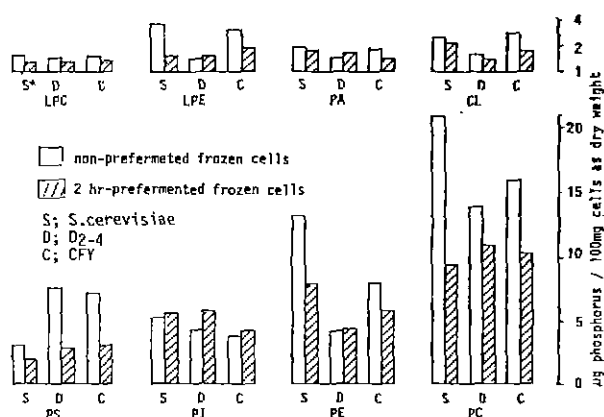 4
2
1
S* D C
LPC
S D C
LPE
S D C
PA
S D C
CL
non-prefermeted frozen cells
2 hr-prefermented frozen cells
S; S.cerevisiae
D; D2-4
C; CFY
20
15
10
5
0
µg phosphorus / 100mg cells as dry weight
S D C
PS
S D C
PI
S D C
PE
S D C
PC